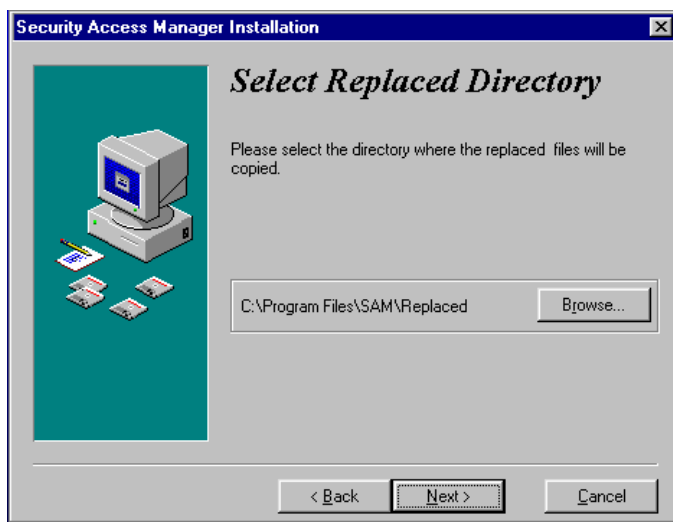 Security Access Manager Installation
Select Replaced Directory
Please select the directory where the replaced files will be
copied.
C:\Program Files\SAM\Replaced
Browse...
< Back
Next >
Cancel